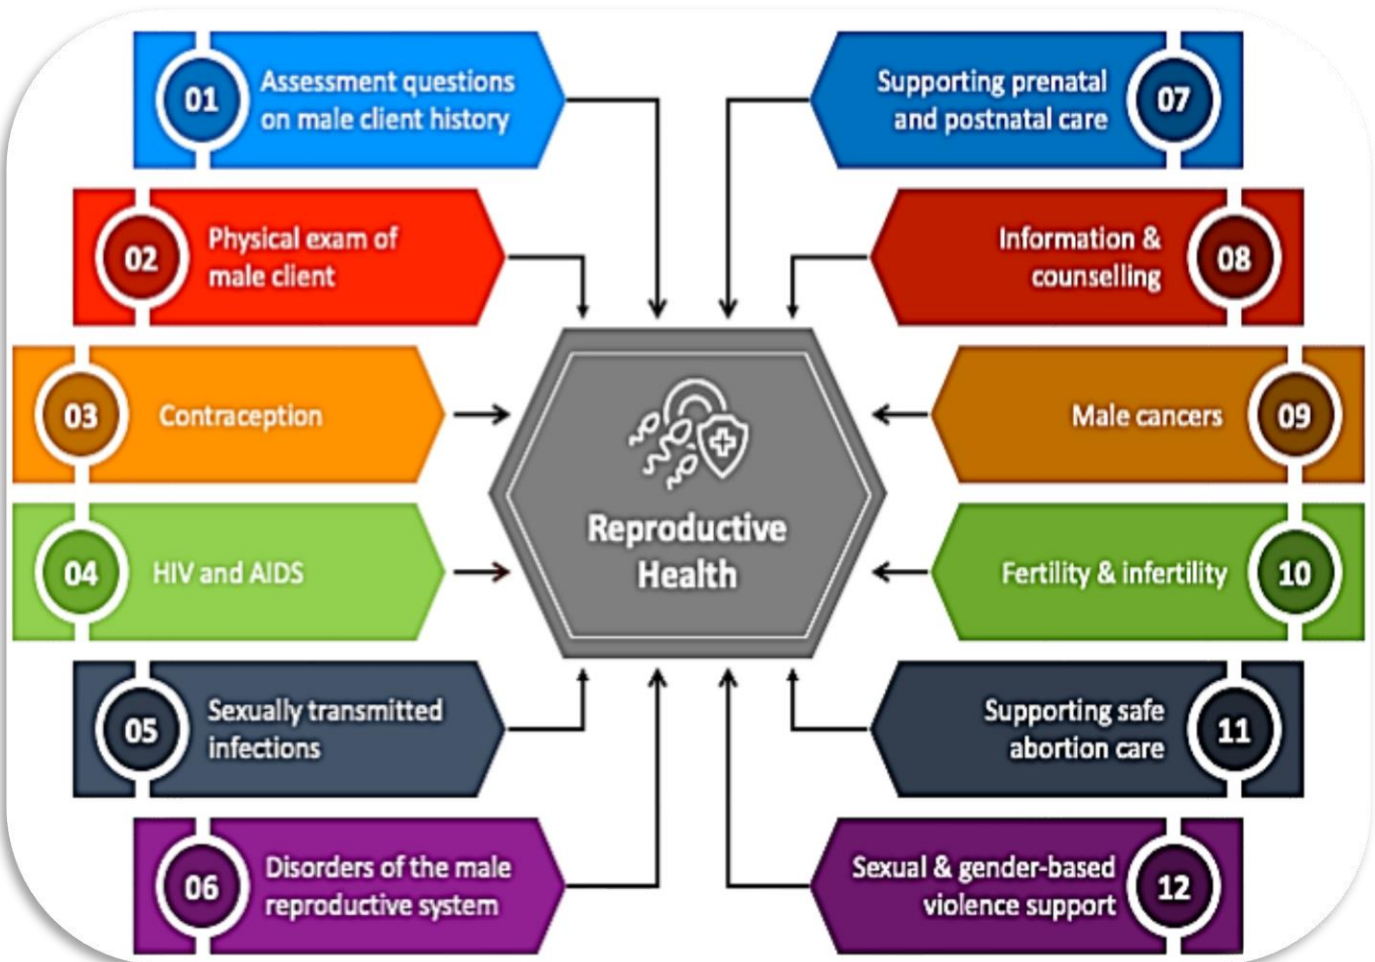 01
Assessment questions
on male client history
02
Physical exam of
male client
03
Contraception
04
HIV and AIDS
05
Sexually transmitted
infections
06
Disorders of the male
reproductive system
Reproductive
Health
Supporting prenatal
and postnatal care
07
Information &
counselling
08
Male cancers
09
Fertility & infertility
10
Supporting safe
abortion care
11
Sexual & gender-based
violence support
12